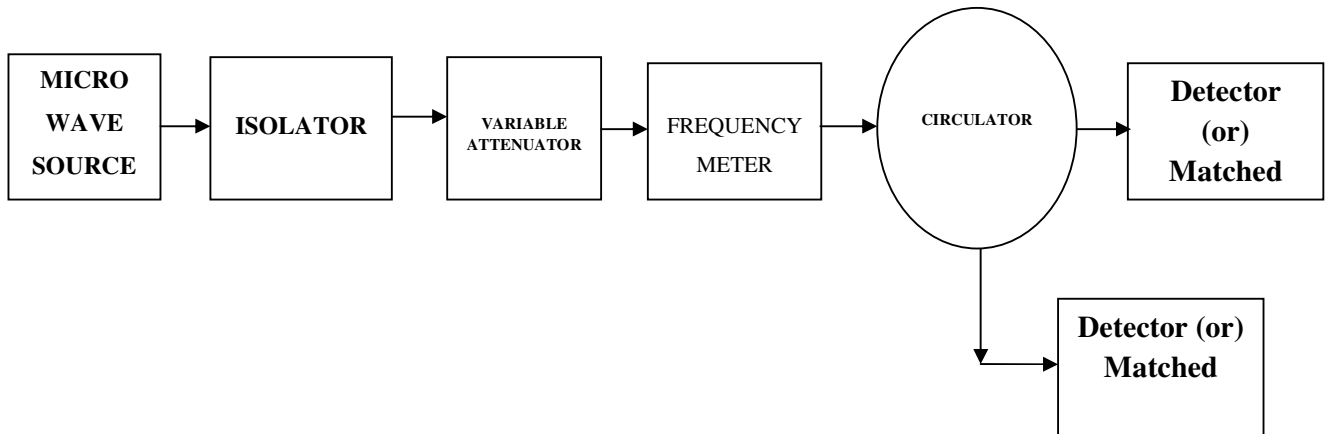 MICRO
WAVE
SOURCE
ISOLATOR
VARIABLE
ATTENUATOR
FREQUENCY
METER
CIRCULATOR
Detector
(or)
Matched
Detector (or)
Matched